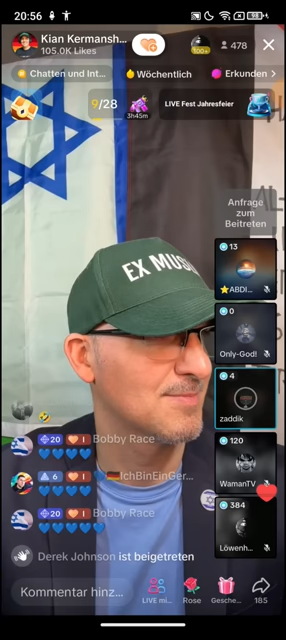 20:56
Kian Kermansh...
105.0K Likes
100+
478
Chatten und Int...
Wöchentlich
Erkunden
9/28
3h45m
LIVE Fest Jahresfeier
Anfrage
zum
Beitreten
EX MUS
13
ABDI...
0
Only-God!
4
zaddik
120
WamanTV
384
Löwenh...
20 I Bobby Race
6 I IchBinEinGer...
20 I Bobby Race
Derek Johnson ist beigetreten
Kommentar hinz...
LIVE mi...
Rose
Gesche...
185